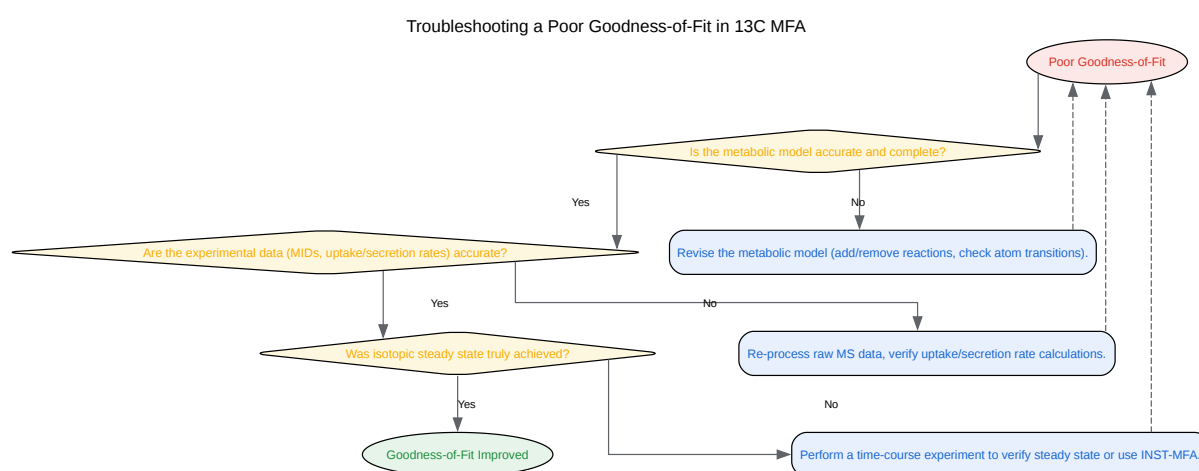 Troubleshooting a Poor Goodness-of-Fit in 13C MFA
Poor Goodness-of-Fit
Is the metabolic model accurate and complete?
Yes
No
Are the experimental data (MIDs, uptake/secretion rates) accurate?
Revise the metabolic model (add/remove reactions, check atom transitions).
Yes
No
Was isotopic steady state truly achieved?
Re-process raw MS data, verify uptake/secretion rate calculations.
Yes
No
Goodness-of-Fit Improved
Perform a time-course experiment to verify steady state or use INST-MFA.